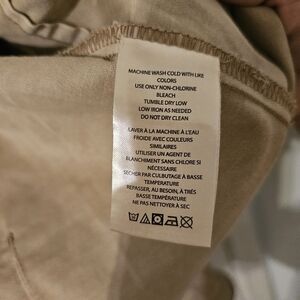 MACHINE WASH COLD WITH LIKE
COLORS
USE ONLY NON-CHLORINE
BLEACH
TUMBLE DRY LOW
LOW IRON AS NEEDED
DO NOT DRY CLEAN
LAVER À LA MACHINE À L'EAU
FROIDE AVEC COULEURS
SIMILAIRES
UTILISER UN AGENT DE
BLANCHIMENT SANS CHLORE SI
NÉCESSAIRE
SÉCHER PAR CULBUTAGE À BASSE
TEMPÉRATURE
REPASSER, AU BESOIN, À TRÈS
BASSE TEMPÉRATURE
NE PAS NETTOYER À SEC